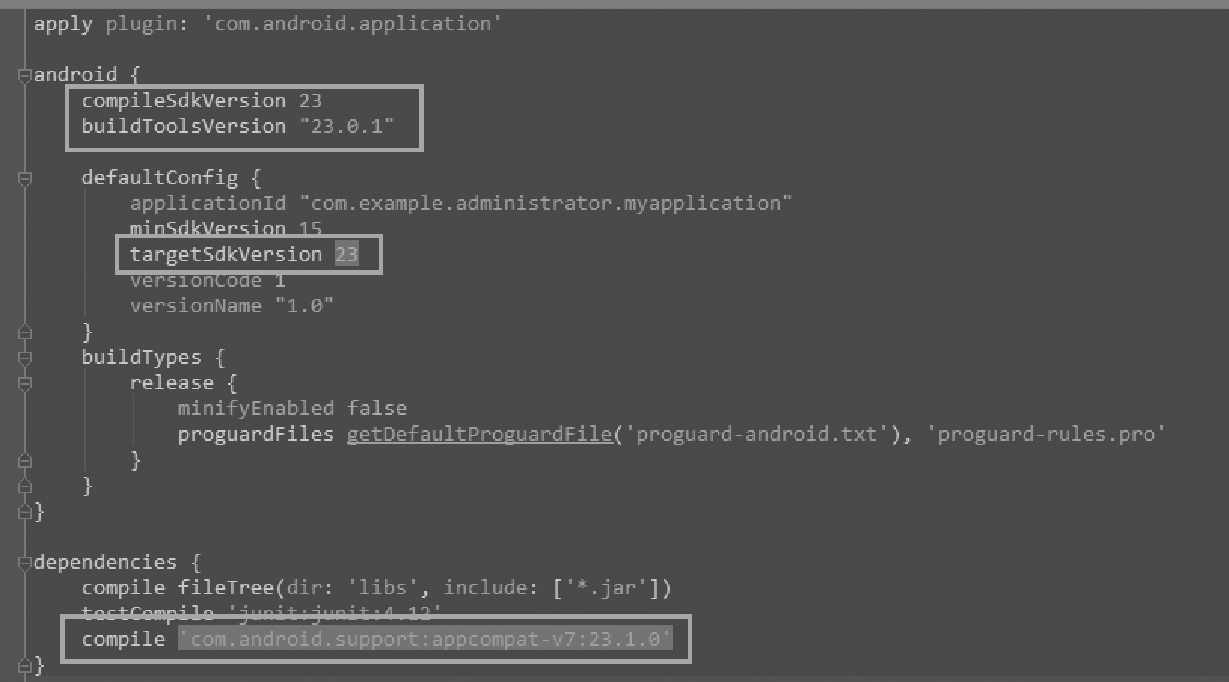 apply plugin: 'com.android.application'
android {
compileSdkVersion 23
buildToolsVersion "23.0.1"
defaultConfig {
applicationId "com.example.administrator.myapplication"
minSdkVersion 15
targetSdkVersion 23
versionCode 1
versionName "1.0"
}
buildTypes {
release {
minifyEnabled false
proguardFiles getDefaultProguardFile('proguard-android.txt'), 'proguard-rules.pro'
}
}
}
dependencies {
compile fileTree(dir: 'libs', include: ['*.jar'])
testCompile 'junit:junit:4.12'
compile 'com.android.support:appcompat-v7:23.1.0'
}